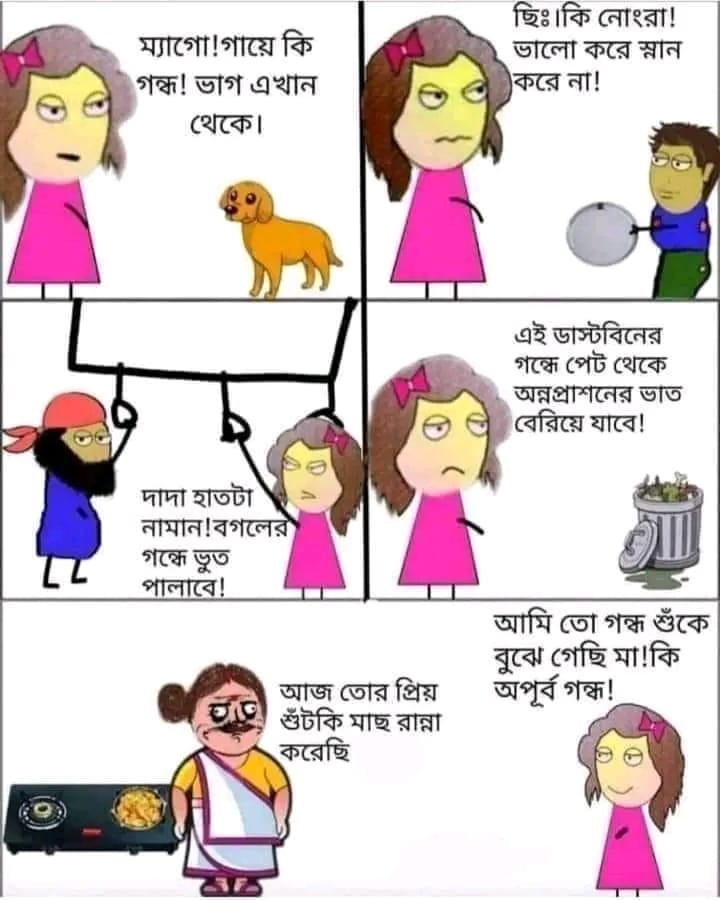 ম্যাগো!গায়ে কি
গন্ধ! ভাগ এখান
থেকে।
ছিঃ।কি নোংরা!
ভালো করে স্নান
করে না!
দাদা হাতটা
নামান!বগলের
গন্ধে ভুত
পালাবে!
এই ডাস্টবিনের
গন্ধে পেট থেকে
অন্নপ্রাশনের ভাত
বেরিয়ে যাবে!
আজ তোর প্রিয়
শুঁটকি মাছ রান্না
করেছি
আমি তো গন্ধ শুঁকে
বুঝে গেছি মা!কি
অপূর্ব গন্ধ!